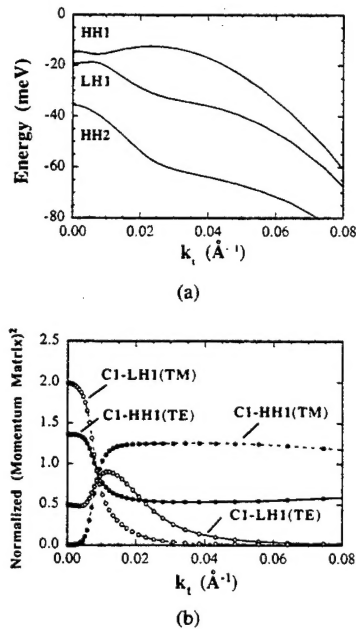 (a)
0
-20
-40
-60
-80
Energy (meV)
HH1
LH1
HH2
0.00 0.02 0.04 0.06 0.08
k_t (Å⁻¹)
(a)
(b)
2.5
2.0
1.5
1.0
0.5
0.0
Normalized (Momentum Matrix)²
C1-LH1(TM)
C1-HH1(TE)
C1-HH1(TM)
C1-LH1(TE)
0.00 0.02 0.04 0.06 0.08
k_t (Å⁻¹)
(b)